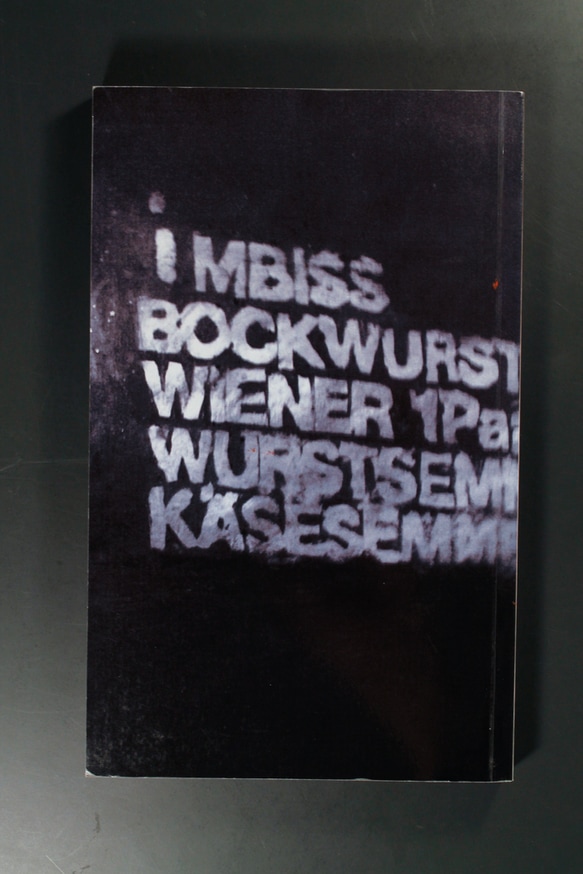 iMBISS
BOCKWURST
WIENER 1Pa
WURSTSEM
KÄSESEMM